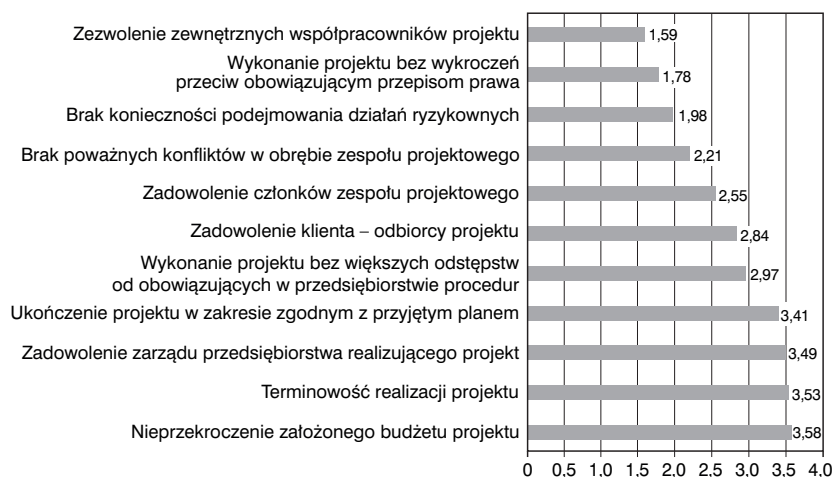 Zezwolenie zewnętrznych współpracowników projektu
1,59
Wykonanie projektu bez wykroczeń
przeciw obowiązującym przepisom prawa
1,78
Brak konieczności podejmowania działań ryzykownych
1,98
Brak poważnych konfliktów w obrębie zespołu projektowego
2,21
Zadowolenie członków zespołu projektowego
2,55
Zadowolenie klienta – odbiorcy projektu
2,84
Wykonanie projektu bez większych odstępstw
od obowiązujących w przedsiębiorstwie procedur
2,97
Ukończenie projektu w zakresie zgodnym z przyjętym planem
3,41
Zadowolenie zarządu przedsiębiorstwa realizującego projekt
3,49
Terminowość realizacji projektu
3,53
Nieprzekroczenie założonego budżetu projektu
3,58
0 0,5 1,0 1,5 2,0 2,5 3,0 3,5 4,0